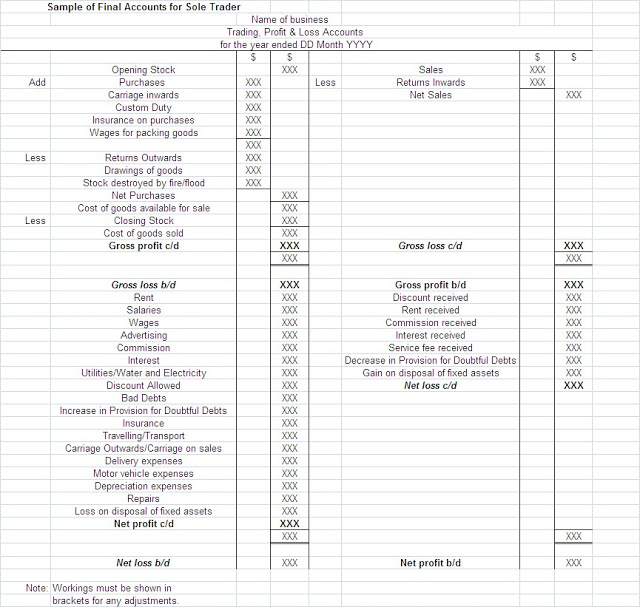 Sample of Final Accounts for Sole Trader
Name of business
Trading, Profit & Loss Accounts
for the year ended DD Month YYYY
$ $ $ $
Opening Stock XXX Sales XXX
Add Purchases XXX Less Returns Inwards XXX
Carriage inwards XXX Net Sales XXX
Custom Duty XXX
Insurance on purchases XXX
Wages for packing goods XXX
XXX
Less Returns Outwards XXX
Drawings of goods XXX
Stock destroyed by fire/flood XXX
Net Purchases XXX
Cost of goods available for sale XXX
Less Closing Stock XXX
Cost of goods sold XXX
Gross profit c/d XXX Gross loss c/d XXX
XXX XXX
Gross loss b/d XXX Gross profit b/d XXX
Rent XXX Discount received XXX
Salaries XXX Rent received XXX
Wages XXX Commission received XXX
Advertising XXX Interest received XXX
Commission XXX Service fee received XXX
Interest XXX Decrease in Provision for Doubtful Debts XXX
Utilities/Water and Electricity XXX Gain on disposal of fixed assets XXX
Discount Allowed XXX Net loss c/d XXX
Bad Debts XXX
Increase in Provision for Doubtful Debts XXX
Insurance XXX
Travelling/Transport XXX
Carriage Outwards/Carriage on sales XXX
Delivery expenses XXX
Motor vehicle expenses XXX
Depreciation expenses XXX
Repairs XXX
Loss on disposal of fixed assets XXX
Net profit c/d XXX
XXX XXX
Net loss b/d XXX Net profit b/d XXX
Note: Workings must be shown in
brackets for any adjustments.